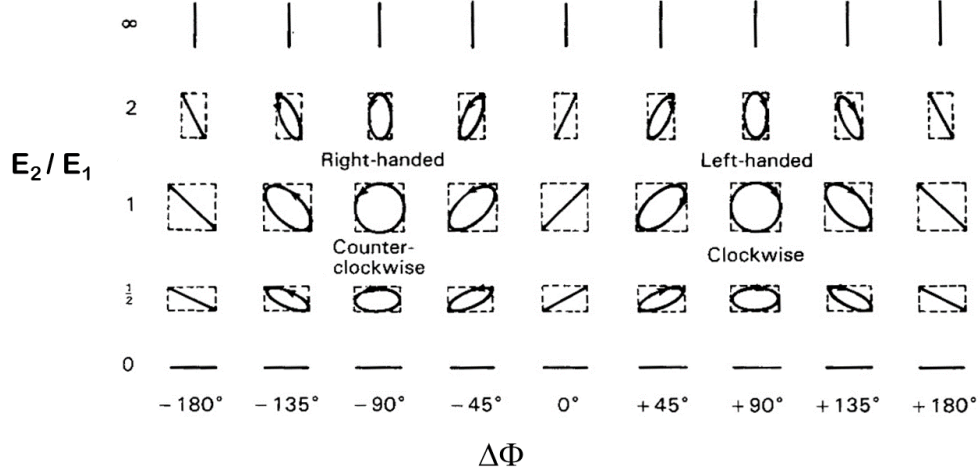 ∞
2
Right-handed Left-handed
E₂ / E₁
1
Counter-
clockwise
Clockwise
½
0
− 180° − 135° − 90° − 45° 0° + 45° + 90° + 135° + 180°
ΔΦ